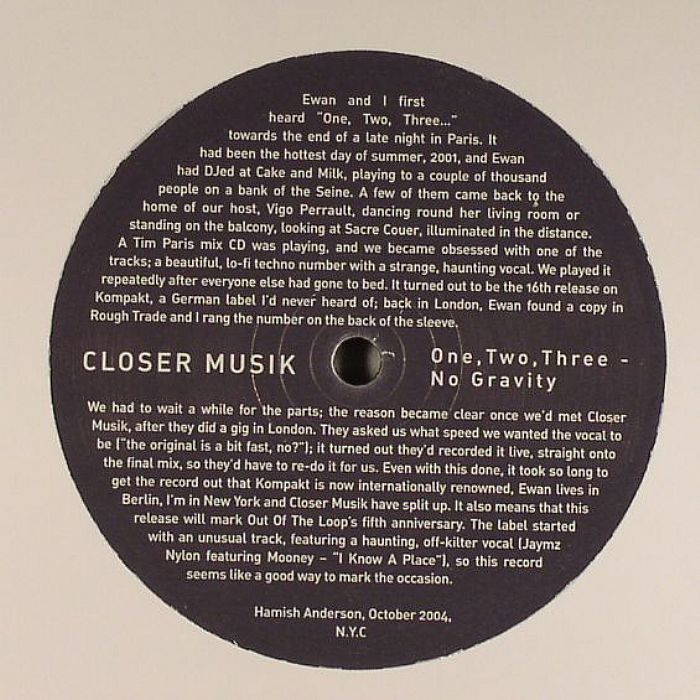 Ewan and I first
heard "One, Two, Three..."
towards the end of a late night in Paris. It
had been the hottest day of summer, 2001, and Ewan
had DJed at Cake and Milk, playing to a couple of thousand
people on a bank of the Seine. A few of them came back to the
home of our host, Vigo Perrault, dancing round her living room or
standing on the balcony, looking at Sacre Couer, illuminated in the distance.
A Tim Paris mix CD was playing, and we became obsessed with one of the
tracks; a beautiful, lo-fi techno number with a strange, haunting vocal. We played it
repeatedly after everyone else had gone to bed. It turned out to be the 16th release on
Kompakt, a German label I'd never heard of; back in London, Ewan found a copy in
Rough Trade and I rang the number on the back of the sleeve.
CLOSER MUSIK
One,Two,Three -
No Gravity
We had to wait a while for the parts; the reason became clear once we'd met Closer
Musik, after they did a gig in London. They asked us what speed we wanted the vocal to
be ("the original is a bit fast, no?"); it turned out they'd recorded it live, straight onto
the final mix, so they'd have to re-do it for us. Even with this done, it took so long to
get the record out that Kompakt is now internationally renowned, Ewan lives in
Berlin, I'm in New York and Closer Musik have split up. It also means that this
release will mark Out Of The Loop's fifth anniversary. The label started
with an unusual track, featuring a haunting, off-kilter vocal (Jaymz
Nylon featuring Mooney – "I Know A Place"), so this record
seems like a good way to mark the occasion.
Hamish Anderson, October 2004,
N.Y.C